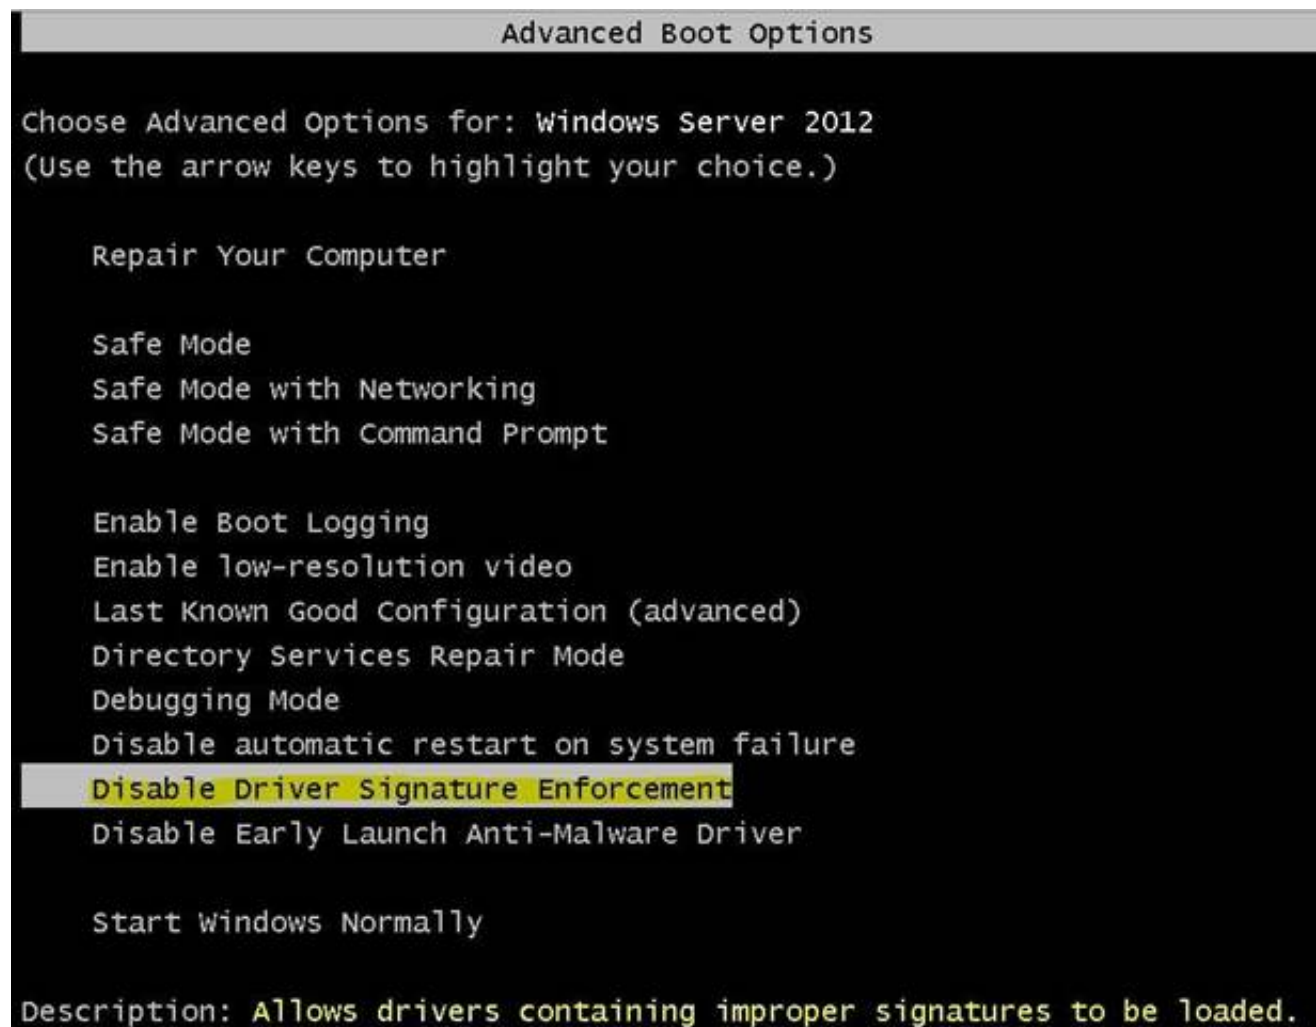 Advanced Boot Options
Choose Advanced Options for: Windows Server 2012
(Use the arrow keys to highlight your choice.)
Repair Your Computer
Safe Mode
Safe Mode with Networking
Safe Mode with Command Prompt
Enable Boot Logging
Enable low-resolution video
Last Known Good Configuration (advanced)
Directory Services Repair Mode
Debugging Mode
Disable automatic restart on system failure
Disable Driver Signature Enforcement
Disable Early Launch Anti-Malware Driver
Start Windows Normally
Description: Allows drivers containing improper signatures to be loaded.